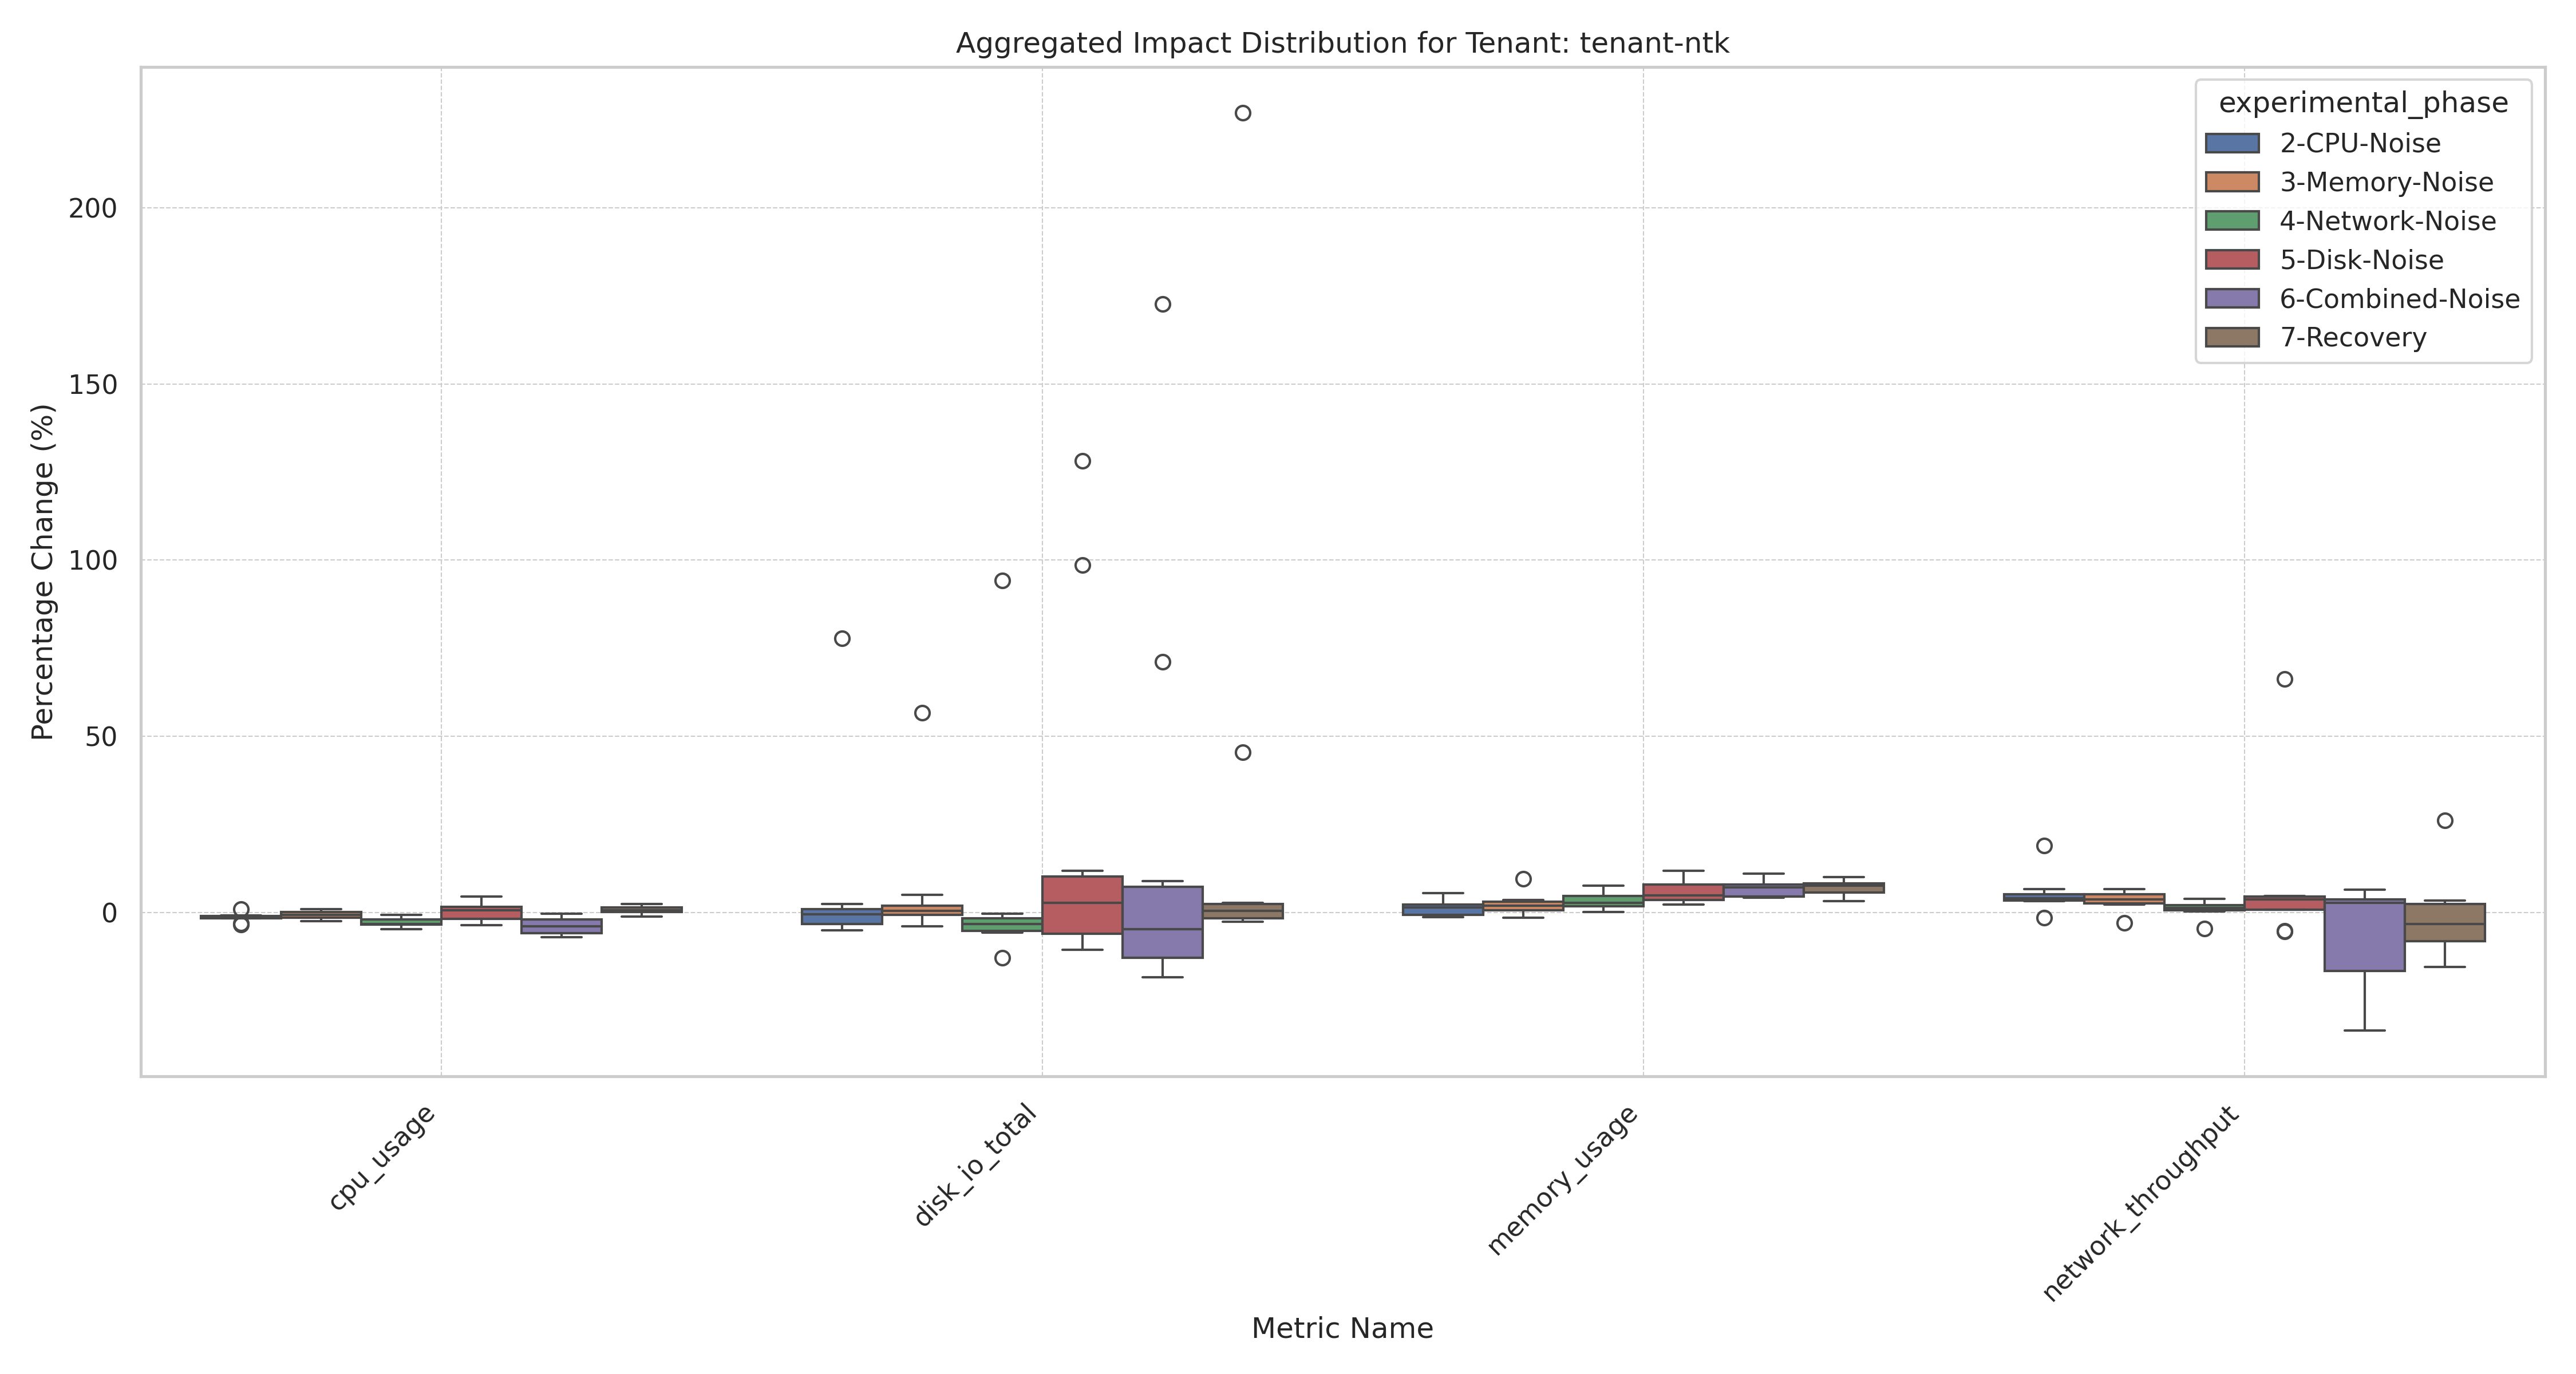 Aggregated Impact Distribution for Tenant: tenant-ntk
Percentage Change (%)
200
150
100
50
0
experimental_phase
2-CPU-Noise
3-Memory-Noise
4-Network-Noise
5-Disk-Noise
6-Combined-Noise
7-Recovery
cpu_usage
disk_io_total
memory_usage
network_throughput
Metric Name